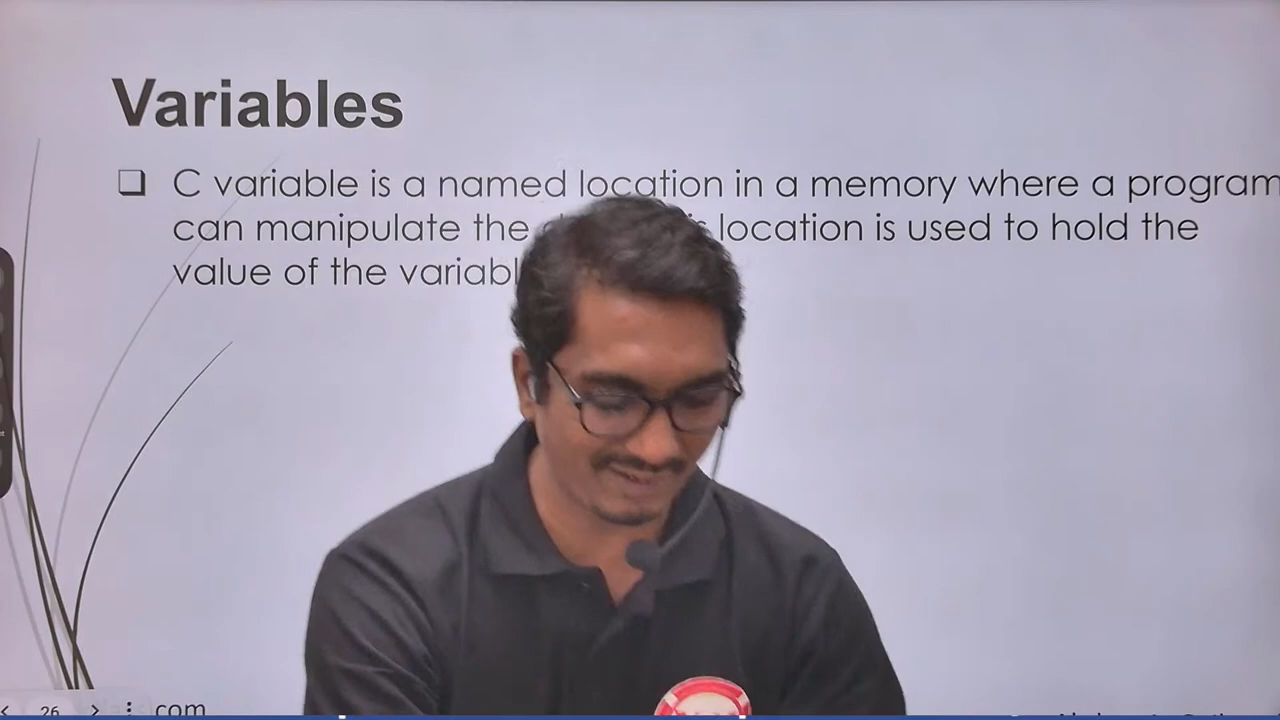 Variables
❑ C variable is a named location in a memory where a program
can manipulate the location is used to hold the
value of the variabl
26
com